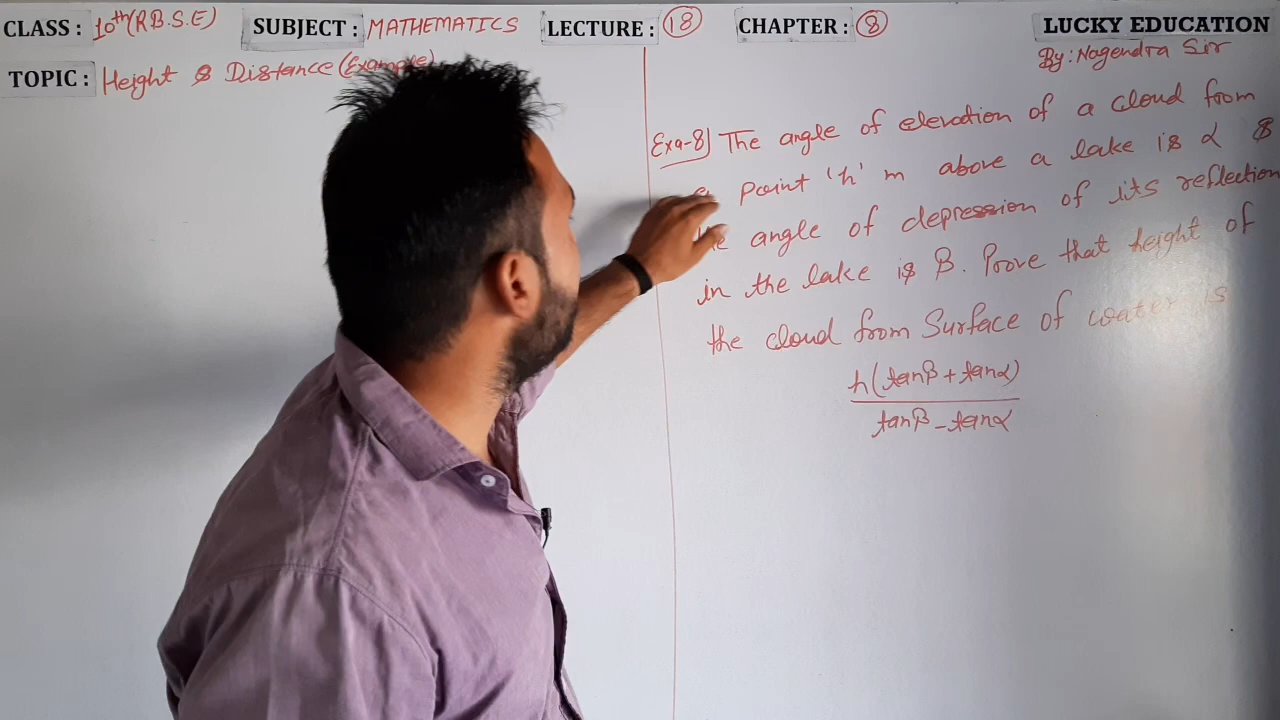 CLASS : 10th (R.B.S.E) SUBJECT : MATHEMATICS LECTURE : 18 CHAPTER : 8 LUCKY EDUCATION
By: Nagendra Sir
TOPIC : Height & Distance (Example)
Exa-8] The angle of elevation of a cloud from
a point 'h' m above a lake is α &
the angle of depression of its reflection
in the lake is β. Prove that height of
the cloud from Surface of water is
h(tanβ + tanα)
tanβ - tanα